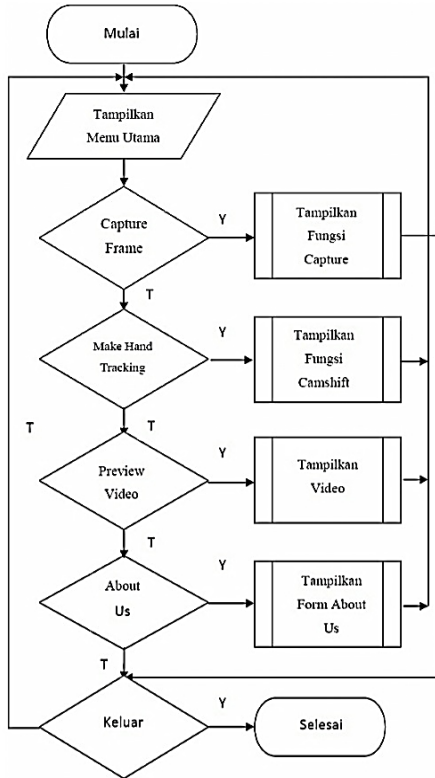 Mulai
Tampilkan
Menu Utama
Capture
Frame
Y
Tampilkan
Fungsi
Capture
T
Make Hand
Tracking
Y
Tampilkan
Fungsi
Camshift
T
T
Preview
Video
Y
Tampilkan
Video
T
About
Us
Y
Tampilkan
Form About
Us
T
Keluar
Y
Selesai